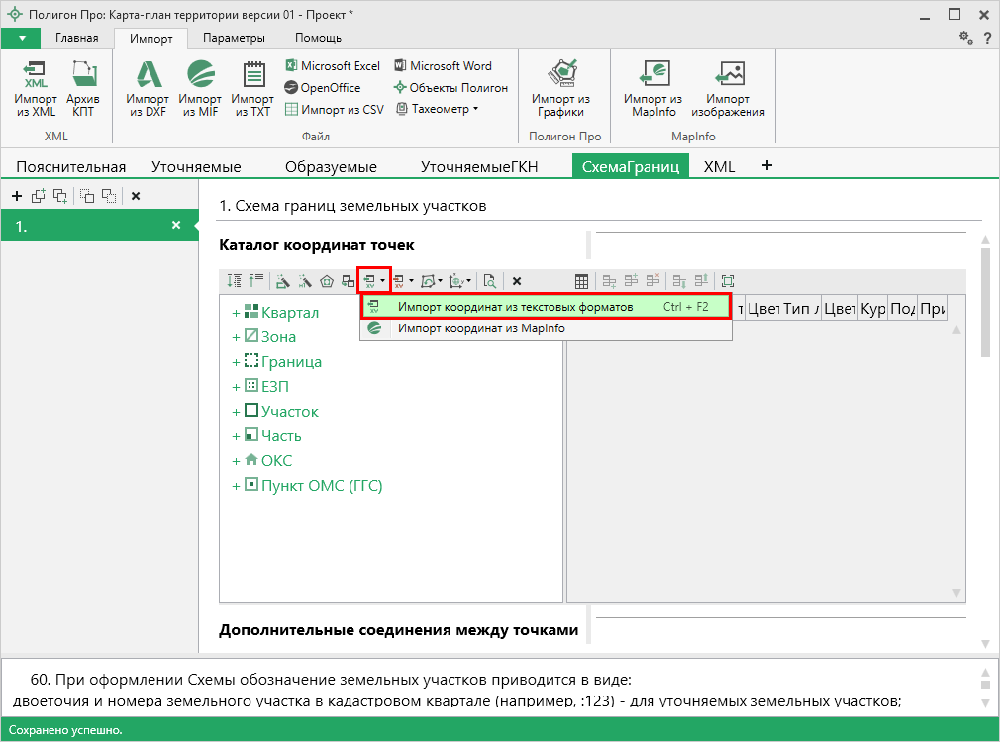 Полигон Про: Карта-план территории версии 01 - Проект *
Главная Импорт Параметры Помощь
?
XML
Импорт из XML
Архив КПТ
XML
Импорт из DXF
Импорт из MIF
Импорт из TXT
Microsoft Excel
OpenOffice
Импорт из CSV
Microsoft Word
Объекты Полигон
Тахеометр
Файл
Импорт из Графики
Полигон Про
Импорт из MapInfo
Импорт изображения
MapInfo
Пояснительная Уточняемые Образуемые УточняемыеГКН СхемаГраниц XML +
1.
1. Схема границ земельных участков
Каталог координат точек
Импорт координат из текстовых форматов Ctrl + F2
Импорт координат из MapInfo
т Цвет Тип л Цвет Кур Под При
+ Квартал
+ Зона
+ Граница
+ ЕЗП
+ Участок
+ Часть
+ ОКС
+ Пункт ОМС (ГГС)
Дополнительные соединения между точками
60. При оформлении Схемы обозначение земельных участков приводится в виде:
двоеточия и номера земельного участка в кадастровом квартале (например, :123) - для уточняемых земельных участков;
Сохранено успешно.